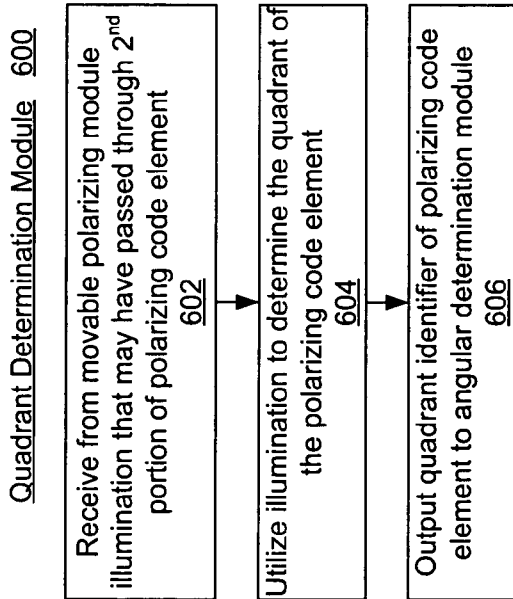 Quadrant Determination Module 600
Receive from movable polarizing module
illumination that may have passed through 2nd
portion of polarizing code element
602
Utilize illumination to determine the quadrant of
the polarizing code element
604
Output quadrant identifier of polarizing code
element to angular determination module
606